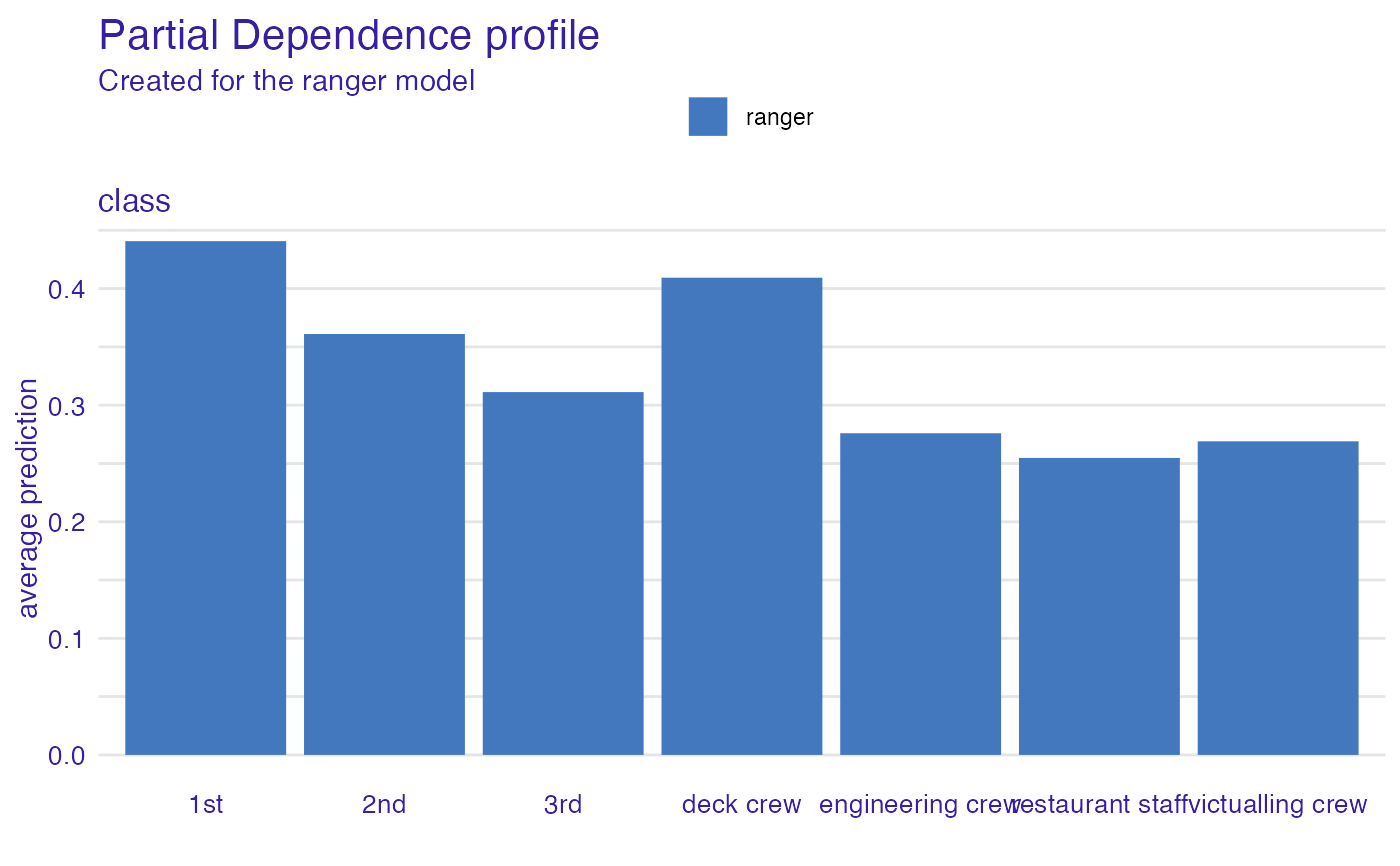 Partial Dependence profile
Created for the ranger model
ranger
class
average prediction
0.4
0.3
0.2
0.1
0.0
1st 2nd 3rd deck crew engineering crew restaurant staff victualling crew